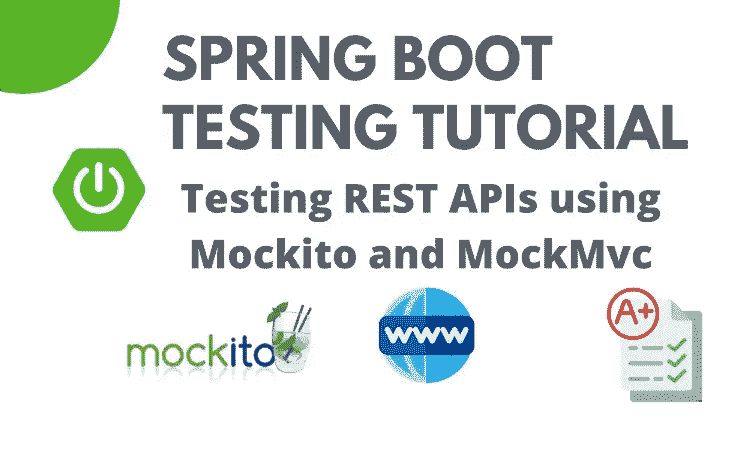 SPRING BOOT
TESTING TUTORIAL
Testing REST APIs using
Mockito and MockMvc
mockito
www
A+